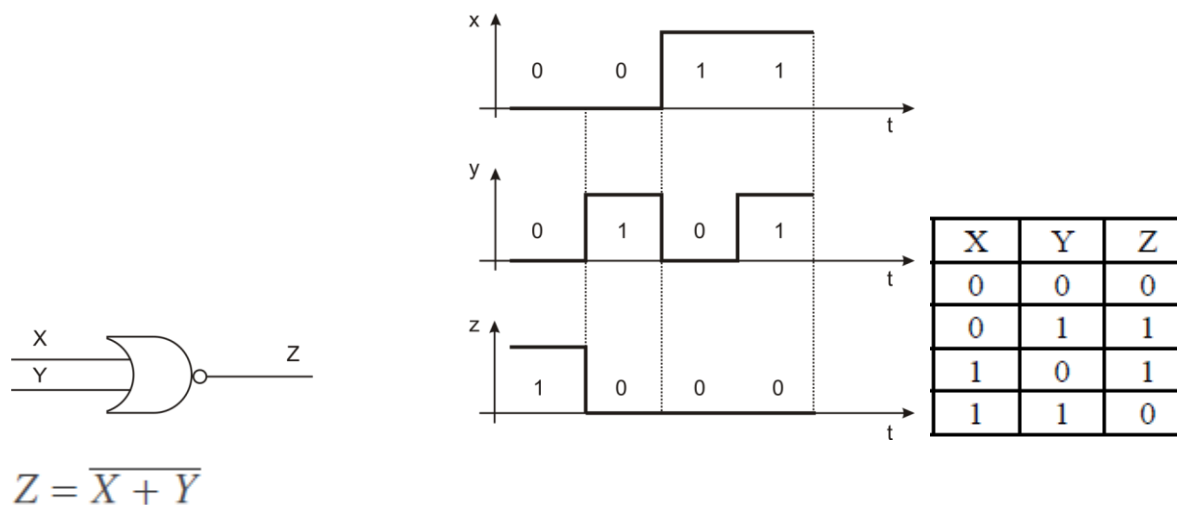 X
Y
Z
Z = \overline{X + Y}
x
0 0 1 1
t
y
0 1 0 1
t
z
1 0 0 0
t
X Y Z
0 0 0
0 1 1
1 0 1
1 1 0